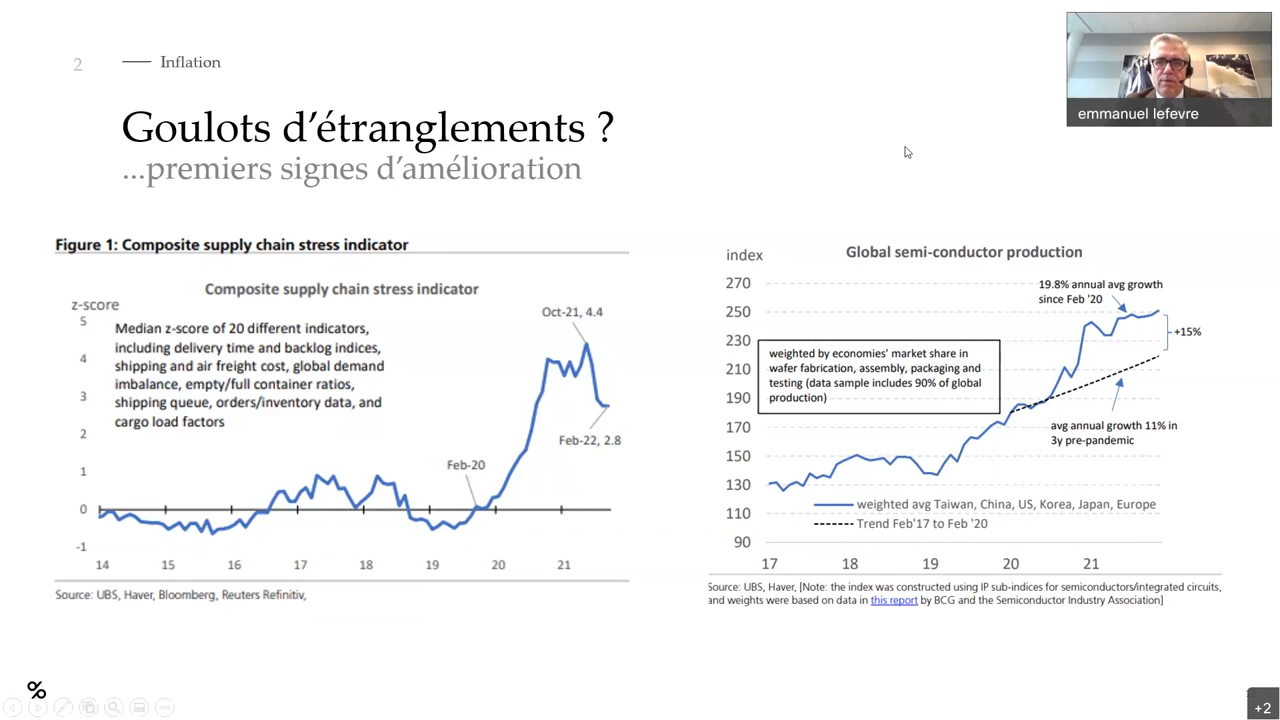 2
Inflation
Goulots d’étranglements ?
...premiers signes d’amélioration
emmanuel lefevre
Figure 1: Composite supply chain stress indicator
Composite supply chain stress indicator
z-score
5
4
3
2
1
0
-1
Median z-score of 20 different indicators,
including delivery time and backlog indices,
shipping and air freight cost, global demand
imbalance, empty/full container ratios,
shipping queue, orders/inventory data, and
cargo load factors
Oct-21, 4.4
Feb-22, 2.8
Feb-20
14 15 16 17 18 19 20 21
Source: UBS, Haver, Bloomberg, Reuters Refinitiv,
index
Global semi-conductor production
270
250
230
210
190
170
150
130
110
90
19.8% annual avg growth
since Feb '20
+15%
weighted by economies' market share in
wafer fabrication, assembly, packaging and
testing (data sample includes 90% of global
production)
avg annual growth 11% in
3y pre-pandemic
weighted avg Taiwan, China, US, Korea, Japan, Europe
Trend Feb'17 to Feb '20
17 18 19 20 21
Source: UBS, Haver, [Note: the index was constructed using IP sub-indices for semiconductors/integrated circuits,
and weights were based on data in this report by BCG and the Semiconductor Industry Association]
%
+2